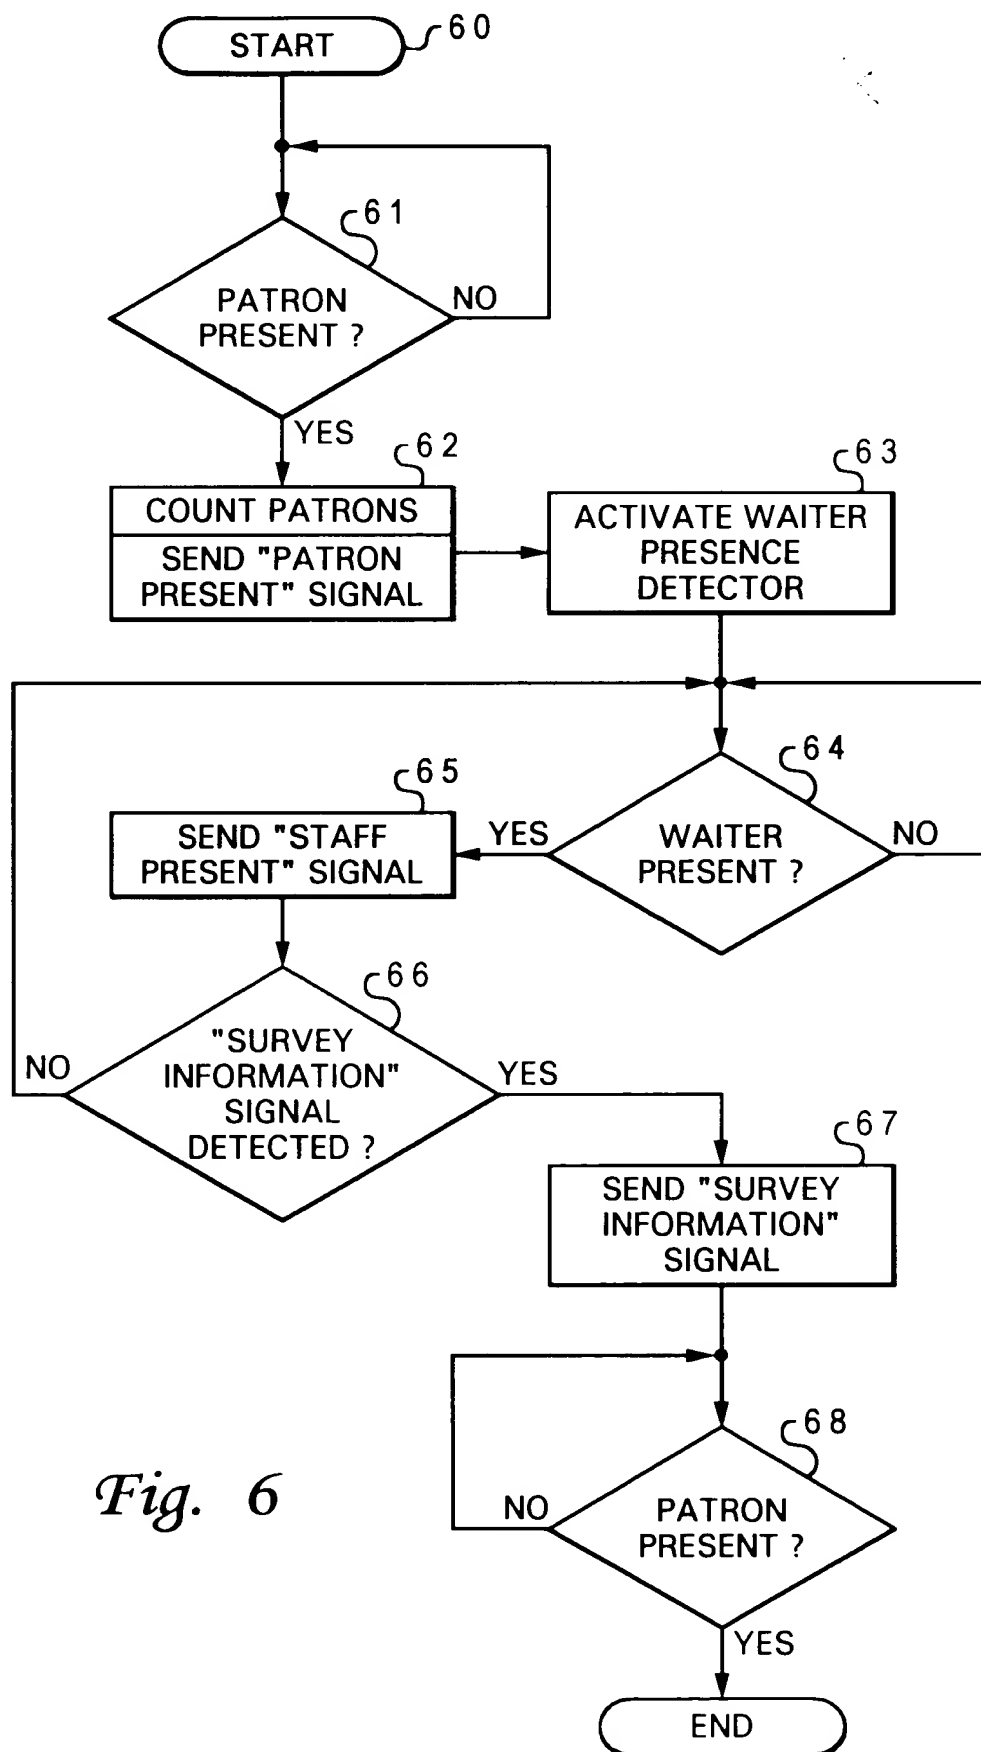 START
60
61
PATRON
PRESENT ?
NO
YES
62
COUNT PATRONS
SEND "PATRON
PRESENT" SIGNAL
63
ACTIVATE WAITER
PRESENCE
DETECTOR
64
WAITER
PRESENT ?
NO
YES
65
SEND "STAFF
PRESENT" SIGNAL
66
"SURVEY
INFORMATION"
SIGNAL
DETECTED ?
NO
YES
67
SEND "SURVEY
INFORMATION"
SIGNAL
68
PATRON
PRESENT ?
NO
YES
END
Fig. 6